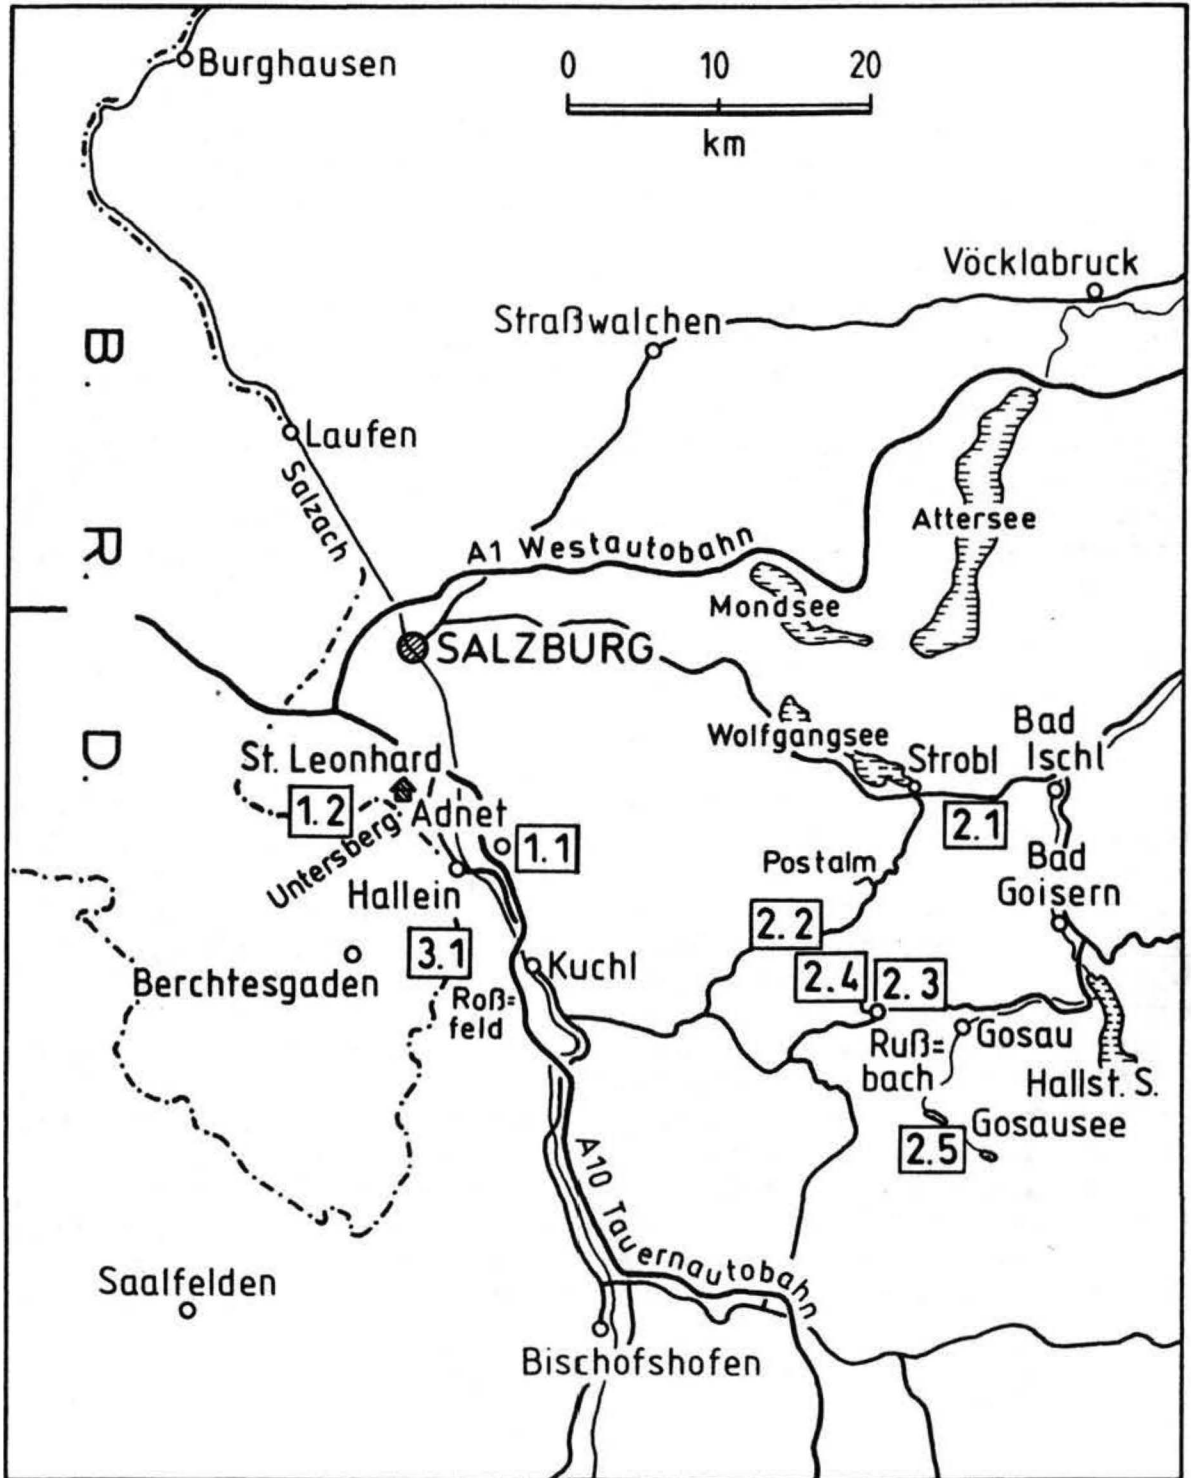 Burghausen
0 10 20
km
Vöcklabruck
Straßwalchen
B.
R.
D.
Laufen
Salzach
A1 Westautobahn
Attersee
Mondsee
SALZBURG
Wolfgangsee
Strobl
Bad
Ischl
St. Leonhard
1.2
Adnet
1.1
2.1
Untersberg
Hallein
Postalm
Bad
Goisern
2.2
3.1
Kuchl
2.4
2.3
Berchtesgaden
Roß=
feld
Ruß=
bach
Gosau
Hallst. S.
Gosausee
2.5
A10 Tauernautobahn
Saalfelden
Bischofshofen